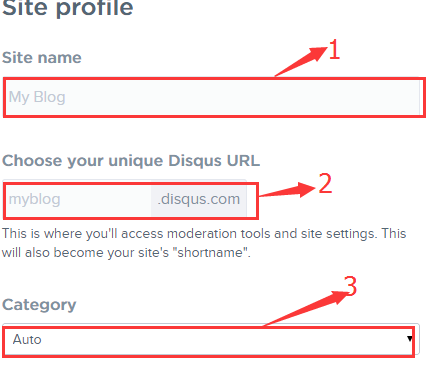 Site profile
1
Site name
My Blog
Choose your unique Disqus URL
2
myblog .disqus.com
This is where you'll access moderation tools and site settings. This
will also become your site's "shortname".
3
Category
Auto